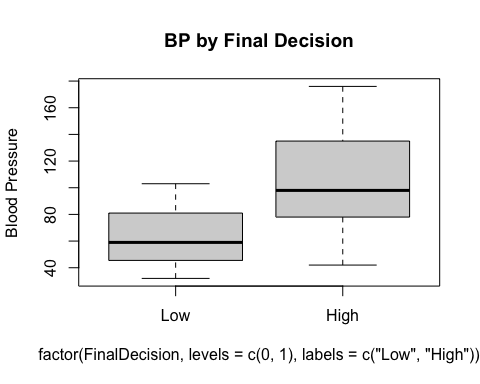 BP by Final Decision
Blood Pressure
160
120
80
40
Low High
factor(FinalDecision, levels = c(0, 1), labels = c("Low", "High"))